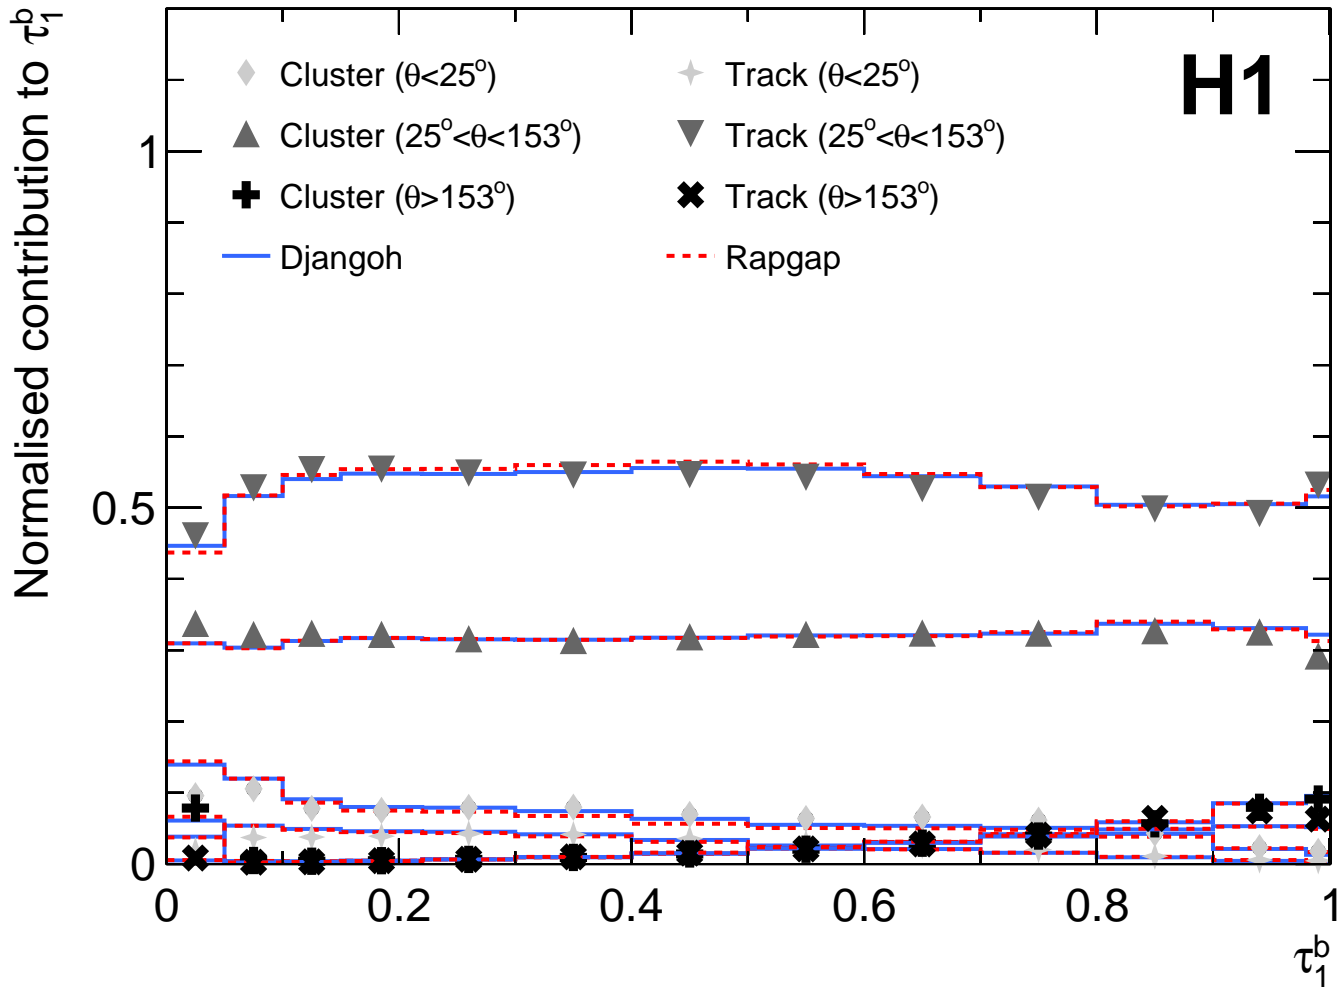 Normalised contribution to τ₁ᵇ
H1
Cluster (θ<25°)
Track (θ<25°)
Cluster (25°<θ<153°)
Track (25°<θ<153°)
Cluster (θ>153°)
Track (θ>153°)
Djangoh
Rapgap
1
0.5
0
0 0.2 0.4 0.6 0.8 1
τ₁ᵇ